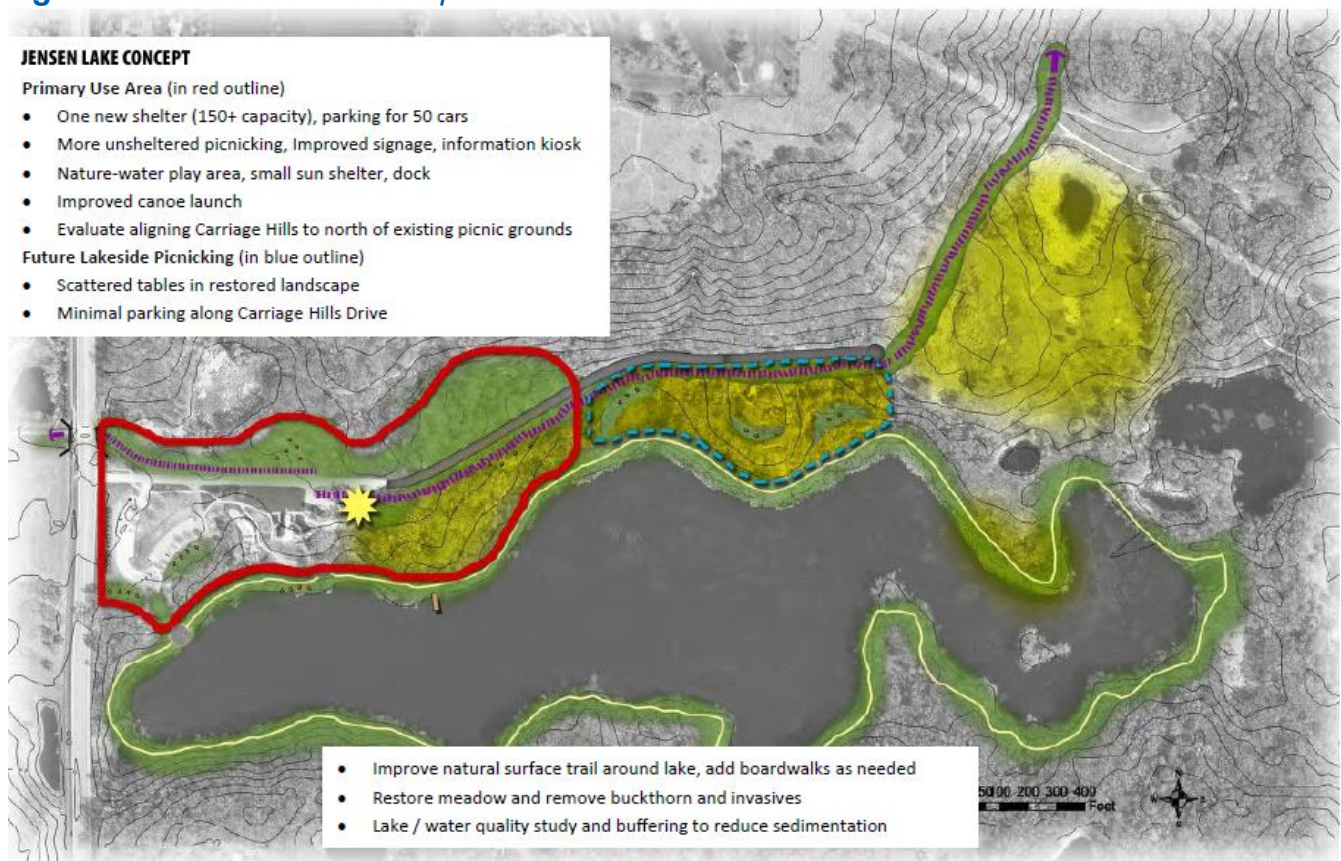 JENSEN LAKE CONCEPT
Primary Use Area (in red outline)
• One new shelter (150+ capacity), parking for 50 cars
• More unsheltered picnicking, Improved signage, information kiosk
• Nature-water play area, small sun shelter, dock
• Improved canoe launch
• Evaluate aligning Carriage Hills to north of existing picnic grounds
Future Lakeside Picnicking (in blue outline)
• Scattered tables in restored landscape
• Minimal parking along Carriage Hills Drive
• Improve natural surface trail around lake, add boardwalks as needed
• Restore meadow and remove buckthorn and invasives
• Lake / water quality study and buffering to reduce sedimentation
200 300 400
Feet
N
W E
S